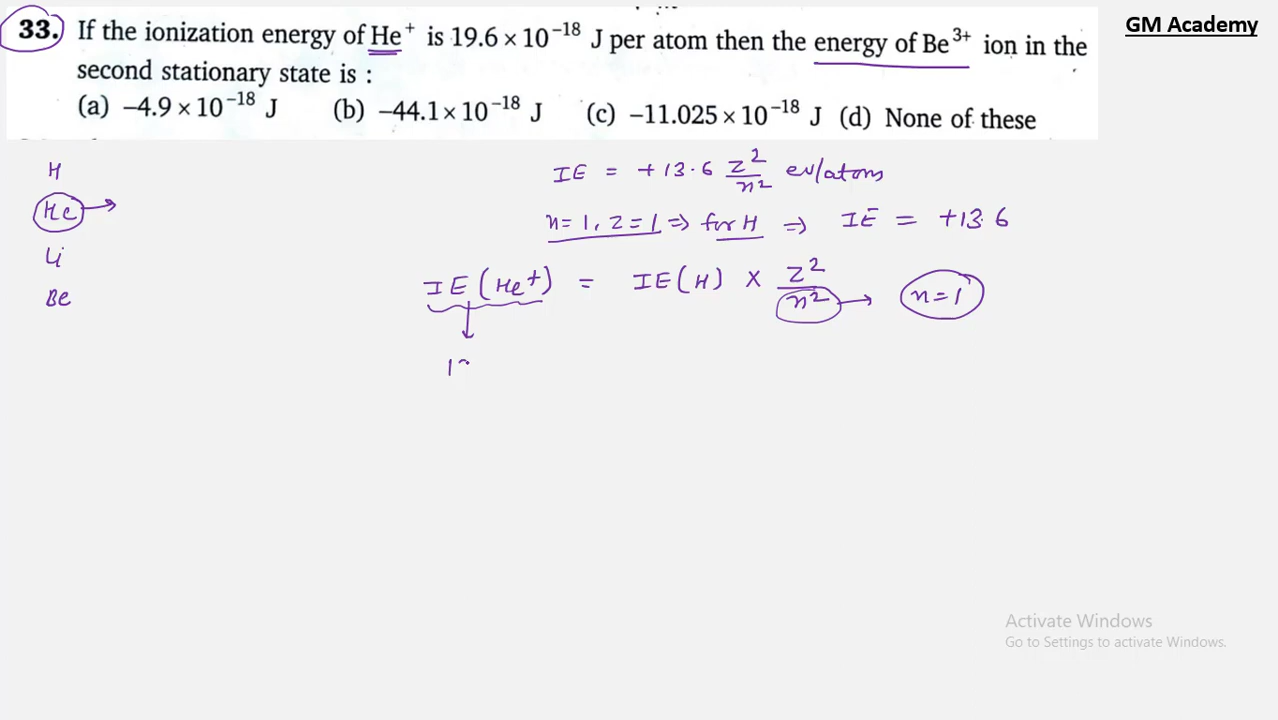 GM Academy
33. If the ionization energy of He⁺ is 19.6 × 10⁻¹⁸ J per atom then the energy of Be³⁺ ion in the
second stationary state is :
(a) −4.9 × 10⁻¹⁸ J (b) −44.1 × 10⁻¹⁸ J (c) −11.025 × 10⁻¹⁸ J (d) None of these
H
He →
Li
Be
IE = +13.6 Z²/n² ev/atoms
n=1, Z=1 ⇒ for H ⇒ IE = +13.6
IE (He⁺) = IE(H) × Z²/n² → n=1
Activate Windows
Go to Settings to activate Windows.